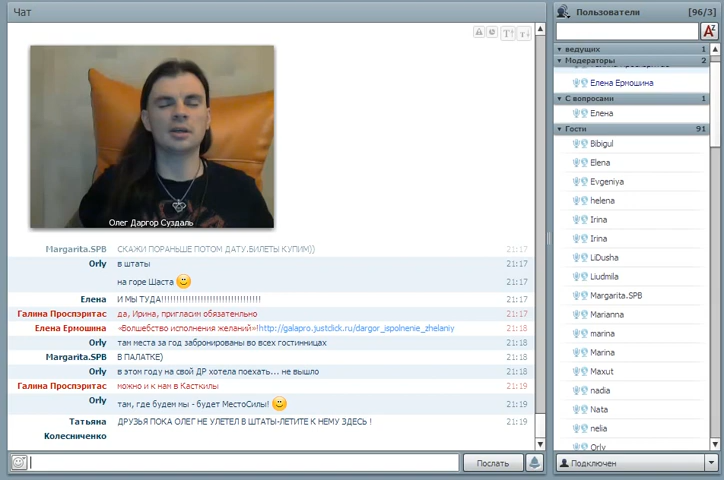 Чат
Олег Даргор Суздаль
Margarita.SPB СКАЖИ ПОРАНЬШЕ ПОТОМ ДАТУ.БИЛЕТЫ КУПИМ)) 21:17
Orly в штаты 21:17
на горе Шаста 21:17
Елена И МЫ ТУДА!!!!!!!!!!!!!!!!!!!!!!!!!!!!!!!!! 21:17
Галина Проспэритас да, Ирина, пригласим обязательно 21:17
Елена Ермошина «Волшебство исполнения желаний»!http://galapro.justclick.ru/dargor_ispolnenie_zhelaniy 21:18
Orly там места за год забронированы во всех гостинницах 21:18
Margarita.SPB В ПАЛАТКЕ) 21:18
Orly в этом году на свой ДР хотела поехать... не вышло 21:18
Галина Проспэритас можно и к нам в Касткилы 21:19
Orly там, где будем мы - будет МестоСилы! 21:19
Татьяна Колесниченко ДРУЗЬЯ ПОКА ОЛЕГ НЕ УЛЕТЕЛ В ШТАТЫ-ЛЕТИТЕ К НЕМУ ЗДЕСЬ ! 21:19
Послать
Пользователи [96/3]
ведущих 1
Модераторы 2
Елена Ермошина
С вопросами 1
Елена
Гости 91
Bibigul
Elena
Evgeniya
helena
Irina
Irina
LiDusha
Liudmila
Margarita.SPB
Marianna
marina
Marina
Maxut
nadia
Nata
nelia
Orly
Подключен